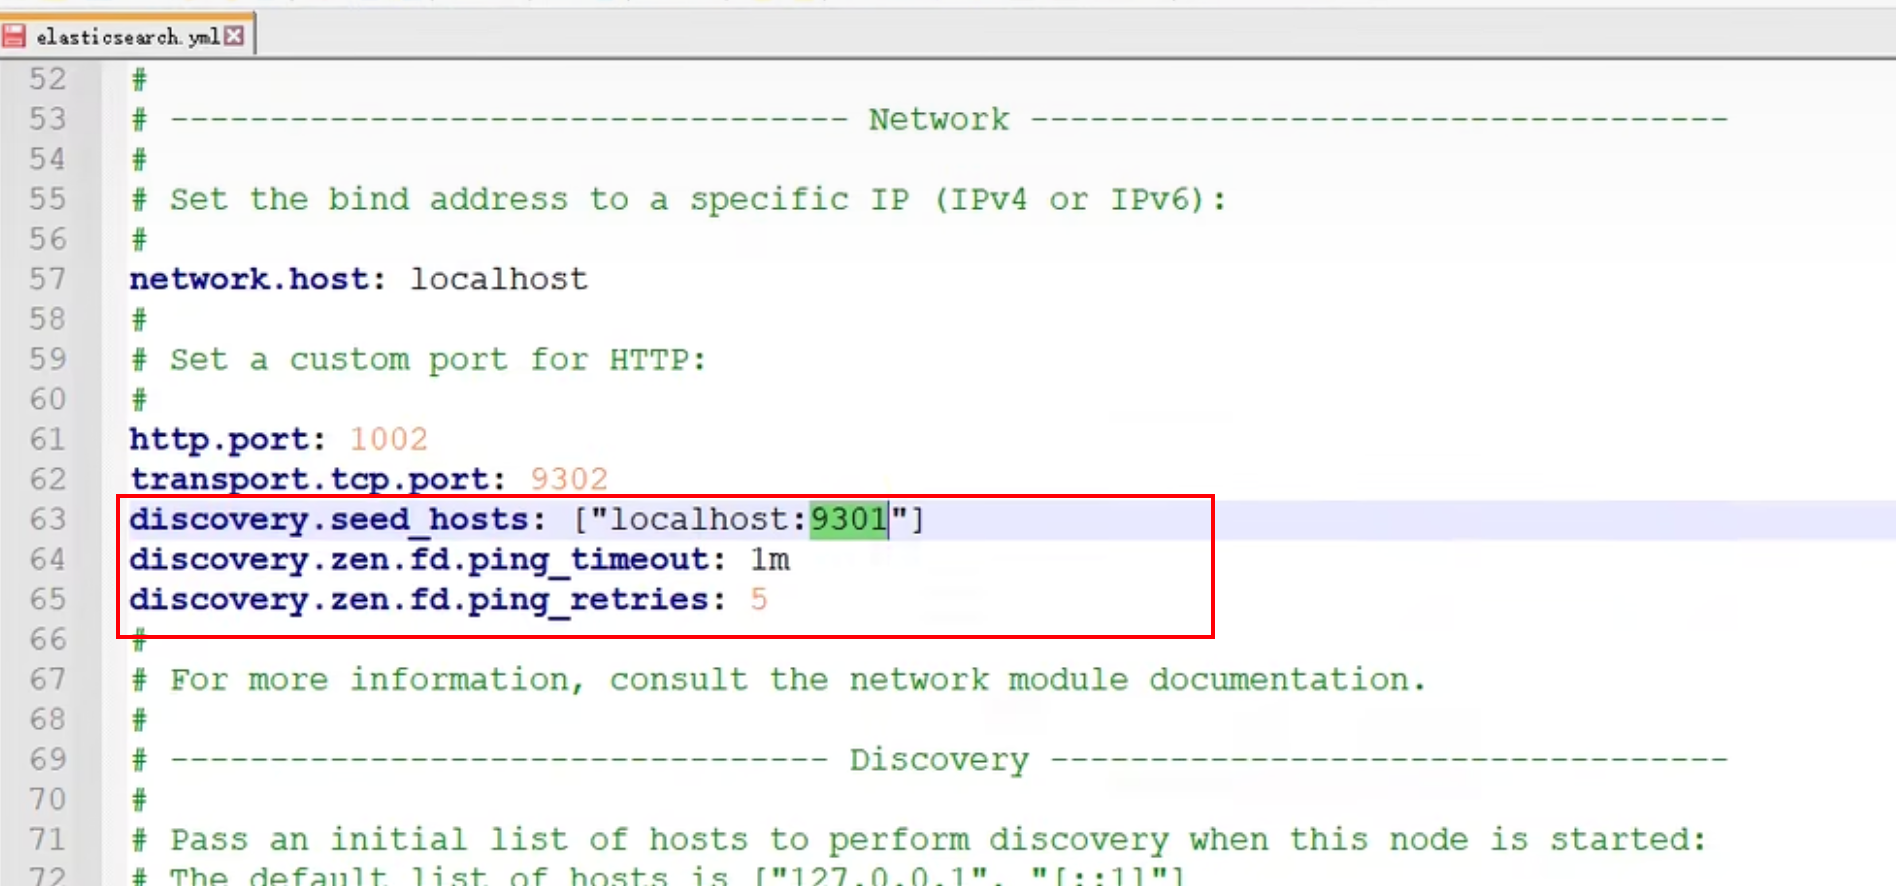 elasticsearch.yml
52 #
53 # ---------------------------------- Network -----------------------------------
54 #
55 # Set the bind address to a specific IP (IPv4 or IPv6):
56 #
57 network.host: localhost
58 #
59 # Set a custom port for HTTP:
60 #
61 http.port: 1002
62 transport.tcp.port: 9302
63 discovery.seed_hosts: ["localhost:9301"]
64 discovery.zen.fd.ping_timeout: 1m
65 discovery.zen.fd.ping_retries: 5
66 #
67 # For more information, consult the network module documentation.
68 #
69 # --------------------------------- Discovery ----------------------------------
70 #
71 # Pass an initial list of hosts to perform discovery when this node is started:
72 # The default list of hosts is ["127.0.0.1", "[::1]"]